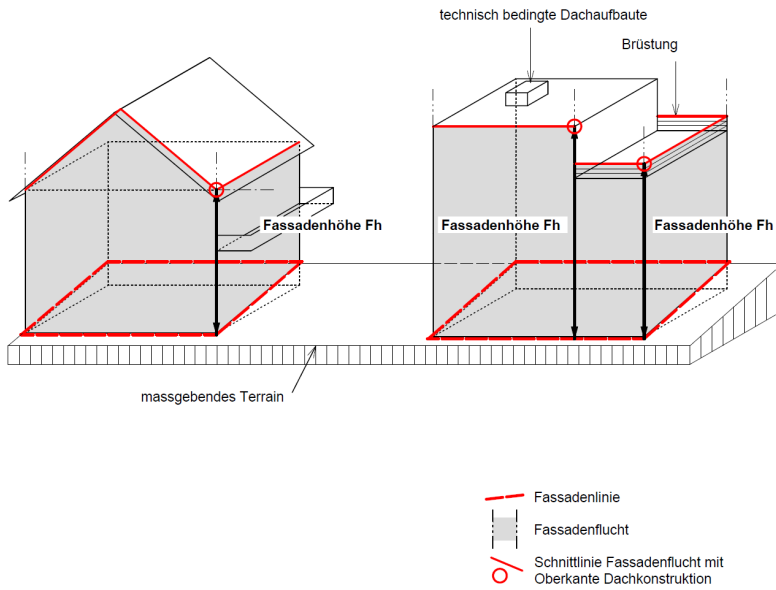 technisch bedingte Dachaufbaute
Brüstung
Fassadenhöhe Fh
Fassadenhöhe Fh
Fassadenhöhe Fh
massgebendes Terrain
Fassadenlinie
Fassadenflucht
Schnittlinie Fassadenflucht mit
Oberkante Dachkonstruktion